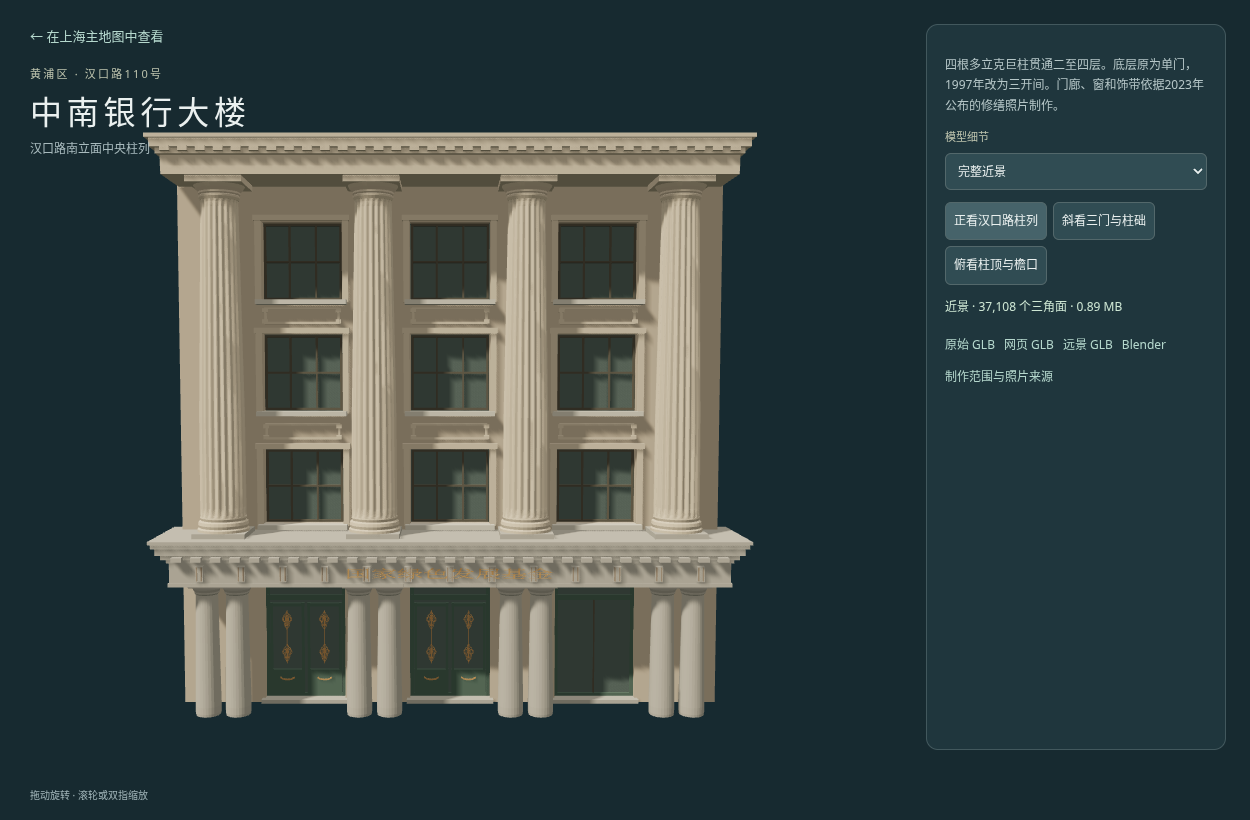 ← 在上海主地图中查看
黄浦区 · 汉口路110号
中南银行大楼
汉口路南立面中央柱列
四根多立克巨柱贯通二至四层。底层原为单门，
1997年改为三开间。门廊、窗和饰带依据2023年
公布的修缮照片制作。
模型细节
完整近景
正看汉口路柱列 斜看三门与柱础
俯看柱顶与檐口
近景 · 37,108 个三角面 · 0.89 MB
原始 GLB 网页 GLB 远景 GLB Blender
制作范围与照片来源
拖动旋转 · 滚轮或双指缩放